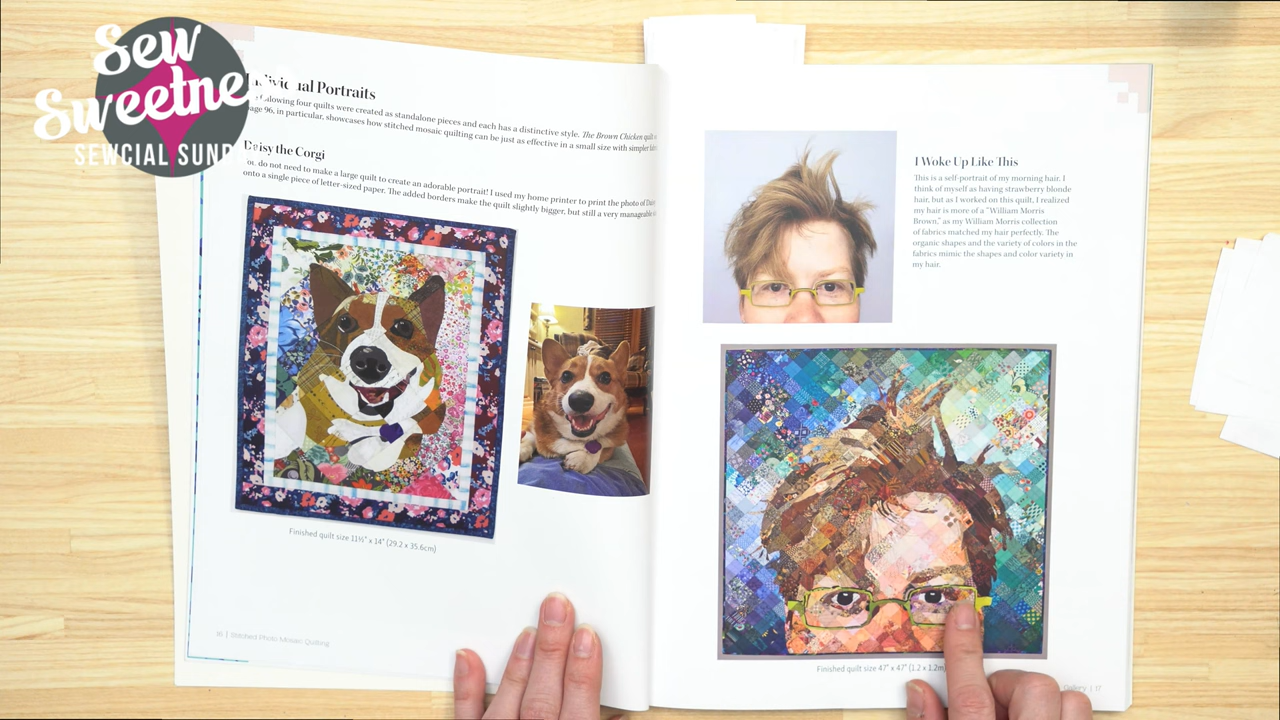 Sew
Sweetne
SEWCIAL SUND
Individual Portraits
following four quilts were created as standalone pieces and each has a distinctive style. The Brown Chicken quilt
page 96, in particular, showcases how stitched mosaic quilting can be just as effective in a small size with simpler
Daisy the Corgi
You do not need to make a large quilt to create an adorable portrait! I used my home printer to print the photo of Daisy
onto a single piece of letter-sized paper. The added borders make the quilt slightly bigger, but still a very manageable
Finished quilt size 11½" x 14" (29.2 x 35.6cm)
16 | Stitched Photo Mosaic Quilting
I Woke Up Like This
This is a self-portrait of my morning hair. I
think of myself as having strawberry blonde
hair, but as I worked on this quilt, I realized
my hair is more of a "William Morris
Brown," as my William Morris collection
of fabrics matched my hair perfectly. The
organic shapes and the variety of colors in the
fabrics mimic the shapes and color variety in
my hair.
Finished quilt size 47" x 47" (1.2 x 1.2m)
Gallery | 17